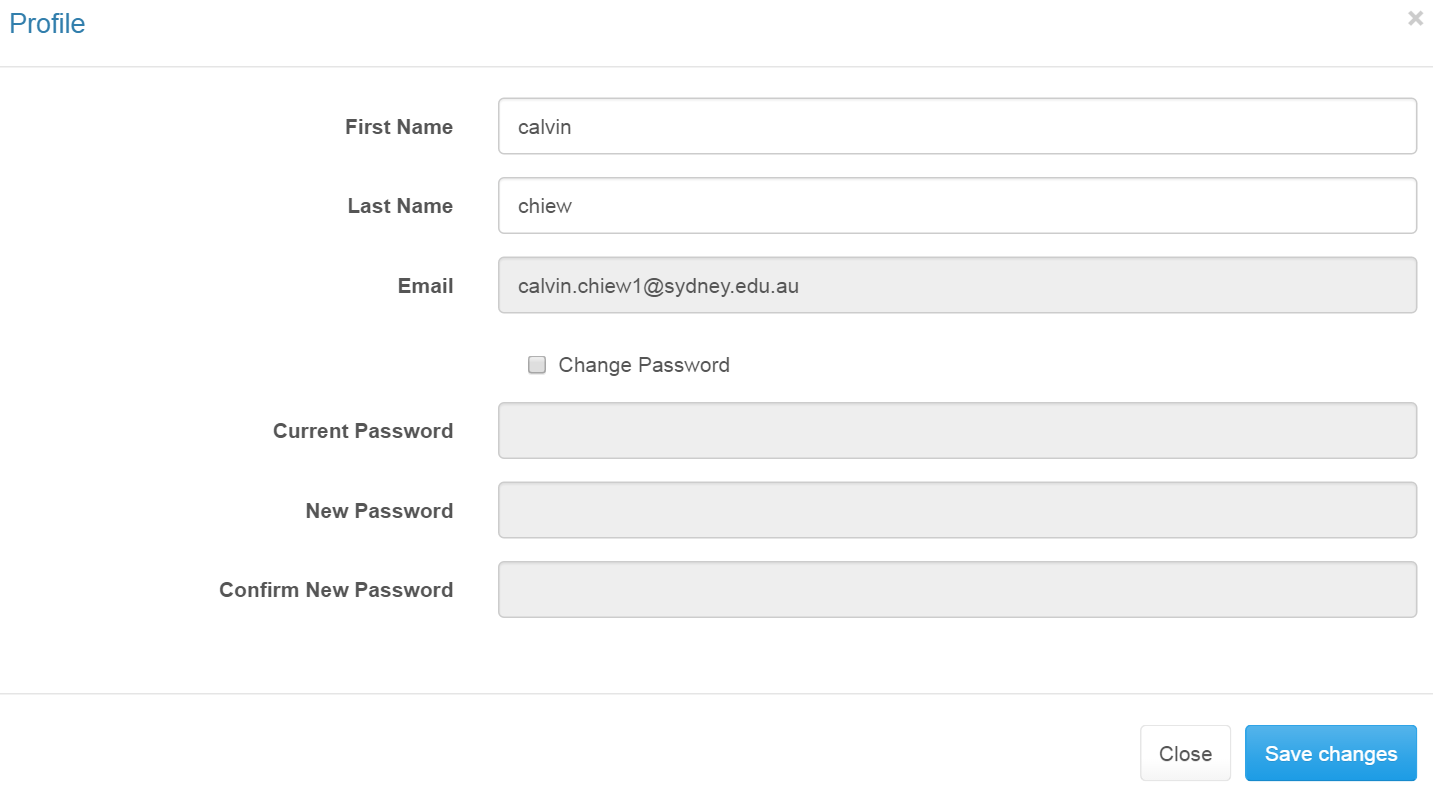 Profile ×
First Name calvin
Last Name chiew
Email calvin.chiew1@sydney.edu.au
Change Password
Current Password
New Password
Confirm New Password
Close Save changes